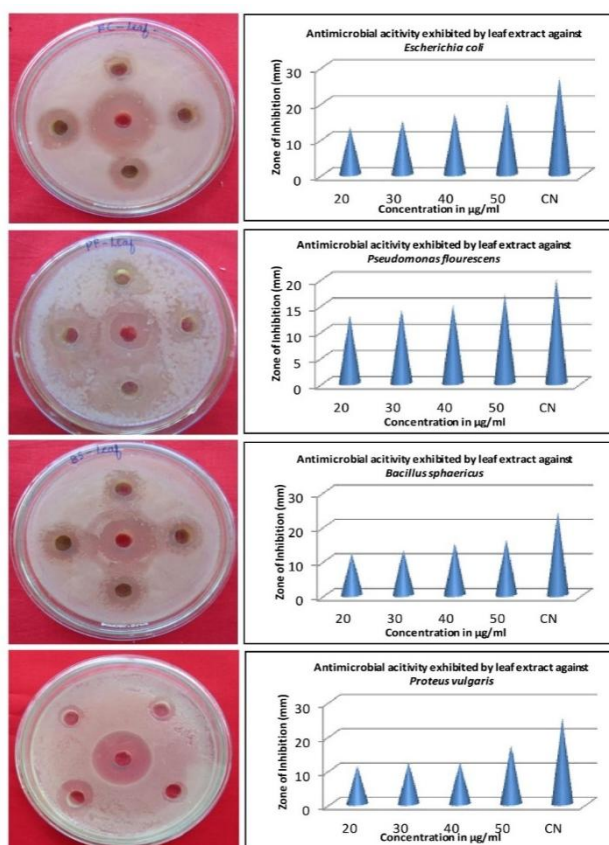 EC-Leaf
Antimicrobial acitivity exhibited by leaf extract against
Escherichia coli
Zone of Inhibition (mm)
30
20
10
0
20 30 40 50 CN
Concentration in µg/ml
PF-Leaf
Antimicrobial acitivity exhibited by leaf extract against
Pseudomonas flourescens
Zone of Inhibition (mm)
20
15
10
5
0
20 30 40 50 CN
Concentration in µg/ml
BS-Leaf
Antimicrobial acitivity exhibited by leaf extract against
Bacillus sphaericus
Zone of Inhibition (mm)
30
20
10
0
20 30 40 50 CN
Concentration in µg/ml
Antimicrobial acitivity exhibited by leaf extract against
Proteus vulgaris
Zone of Inhibition (mm)
30
20
10
0
20 30 40 50 CN
Concentration in µg/ml